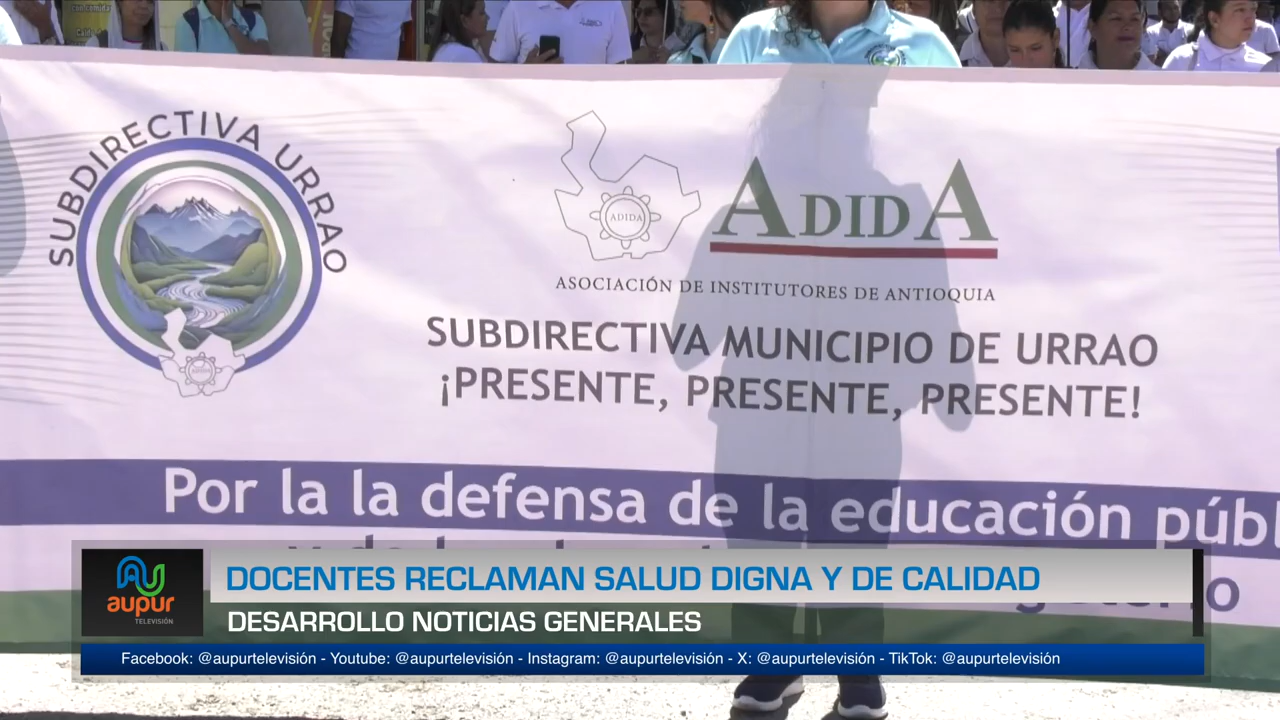 SUBDIRECTIVA URRAO
ADIDA
ADIDA
ASOCIACIÓN DE INSTITUTORES DE ANTIOQUIA
SUBDIRECTIVA MUNICIPIO DE URRAO
¡PRESENTE, PRESENTE, PRESENTE!
Por la la defensa de la educación públ
aupur
TELEVISIÓN
DOCENTES RECLAMAN SALUD DIGNA Y DE CALIDAD
DESARROLLO NOTICIAS GENERALES
Facebook: @aupurtelevisión - Youtube: @aupurtelevisión - Instagram: @aupurtelevisión - X: @aupurtelevisión - TikTok: @aupurtelevisión